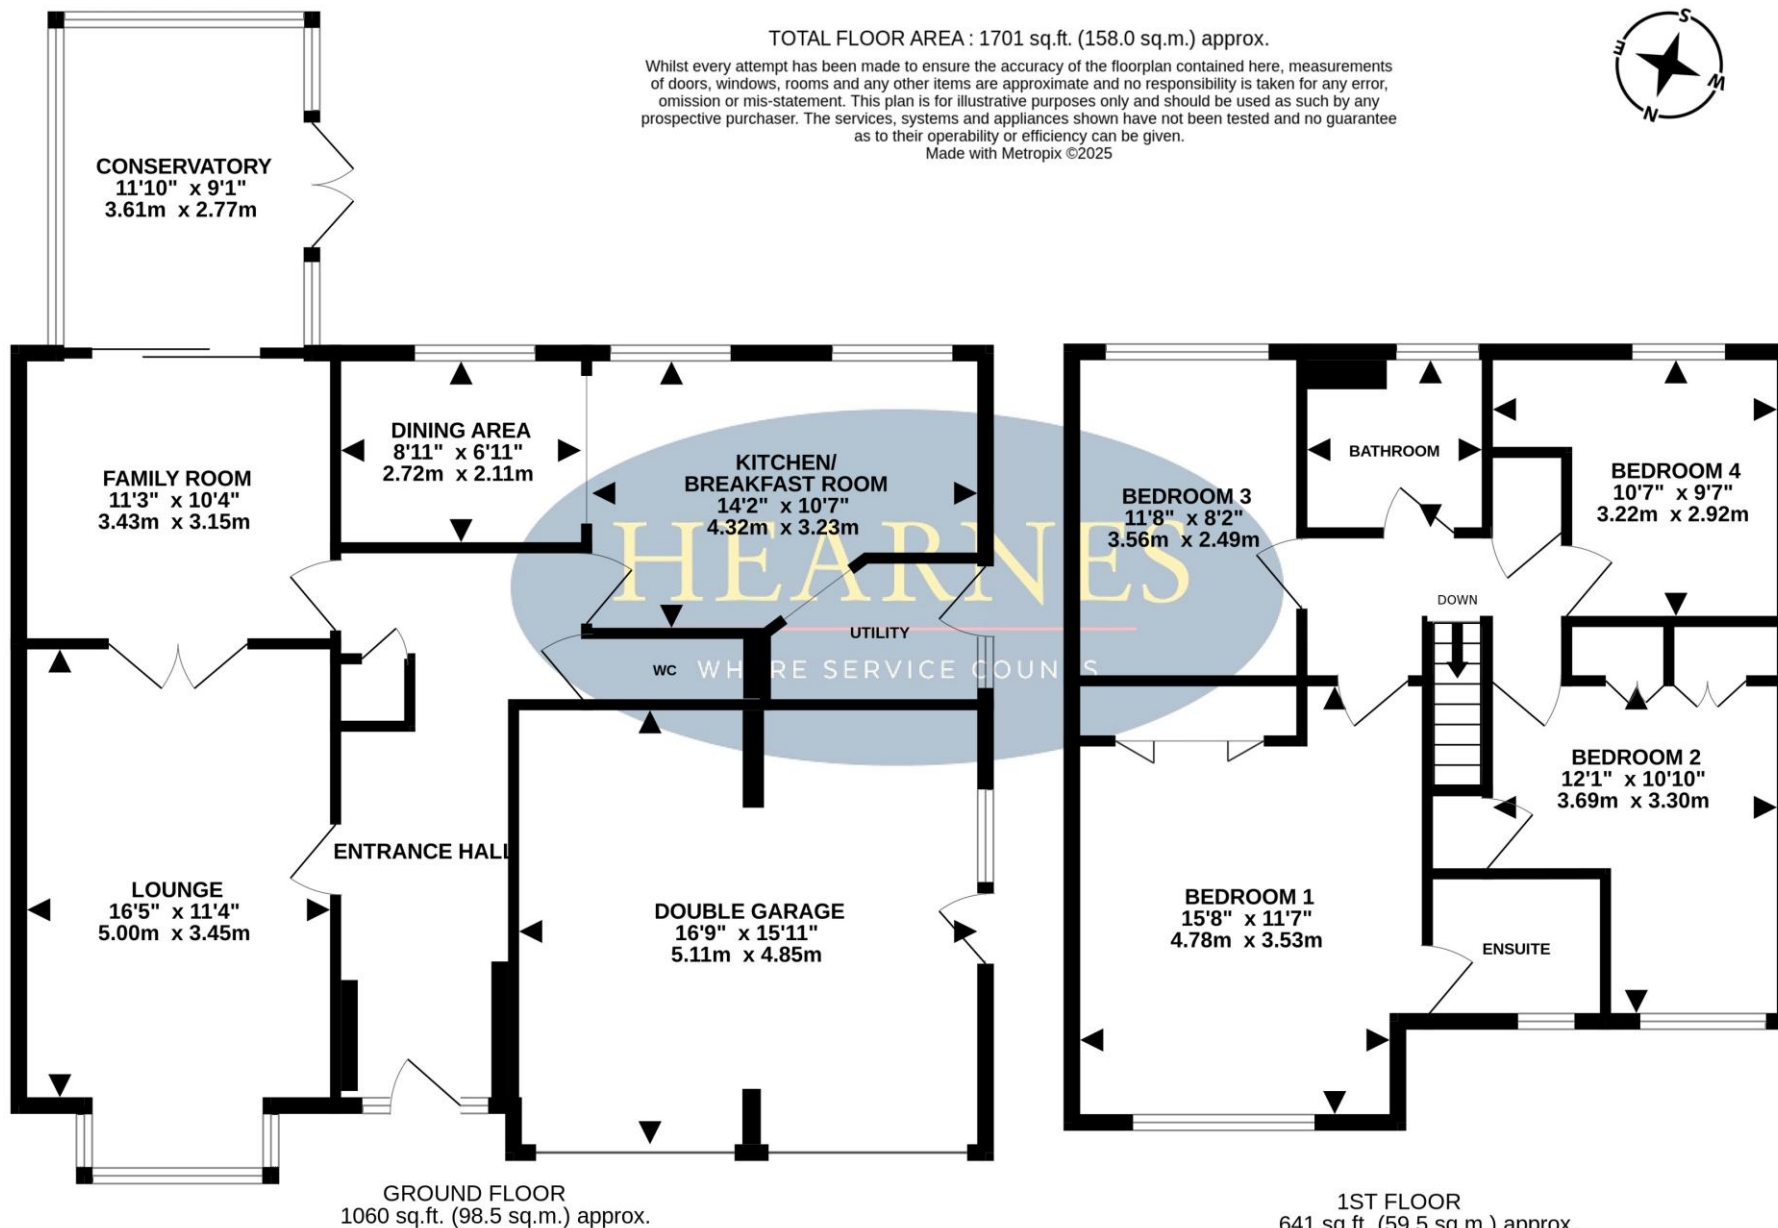 TOTAL FLOOR AREA : 1701 sq.ft. (158.0 sq.m.) approx.
Whilst every attempt has been made to ensure the accuracy of the floorplan contained here, measurements
of doors, windows, rooms and any other items are approximate and no responsibility is taken for any error,
omission or mis-statement. This plan is for illustrative purposes only and should be used as such by any
prospective purchaser. The services, systems and appliances shown have not been tested and no guarantee
as to their operability or efficiency can be given.
Made with Metropix ©2025
S
E
W
N
CONSERVATORY
11'10" x 9'1"
3.61m x 2.77m
FAMILY ROOM
11'3" x 10'4"
3.43m x 3.15m
DINING AREA
8'11" x 6'11"
2.72m x 2.11m
KITCHEN/
BREAKFAST ROOM
14'2" x 10'7"
4.32m x 3.23m
HEARNES
WHERE SERVICE COUNTS
UTILITY
WC
ENTRANCE HALL
LOUNGE
16'5" x 11'4"
5.00m x 3.45m
DOUBLE GARAGE
16'9" x 15'11"
5.11m x 4.85m
GROUND FLOOR
1060 sq.ft. (98.5 sq.m.) approx.
BEDROOM 3
11'8" x 8'2"
3.56m x 2.49m
BATHROOM
BEDROOM 4
10'7" x 9'7"
3.22m x 2.92m
DOWN
BEDROOM 2
12'1" x 10'10"
3.69m x 3.30m
BEDROOM 1
15'8" x 11'7"
4.78m x 3.53m
ENSUITE
1ST FLOOR
641 sq.ft. (59.5 sq.m.) approx.